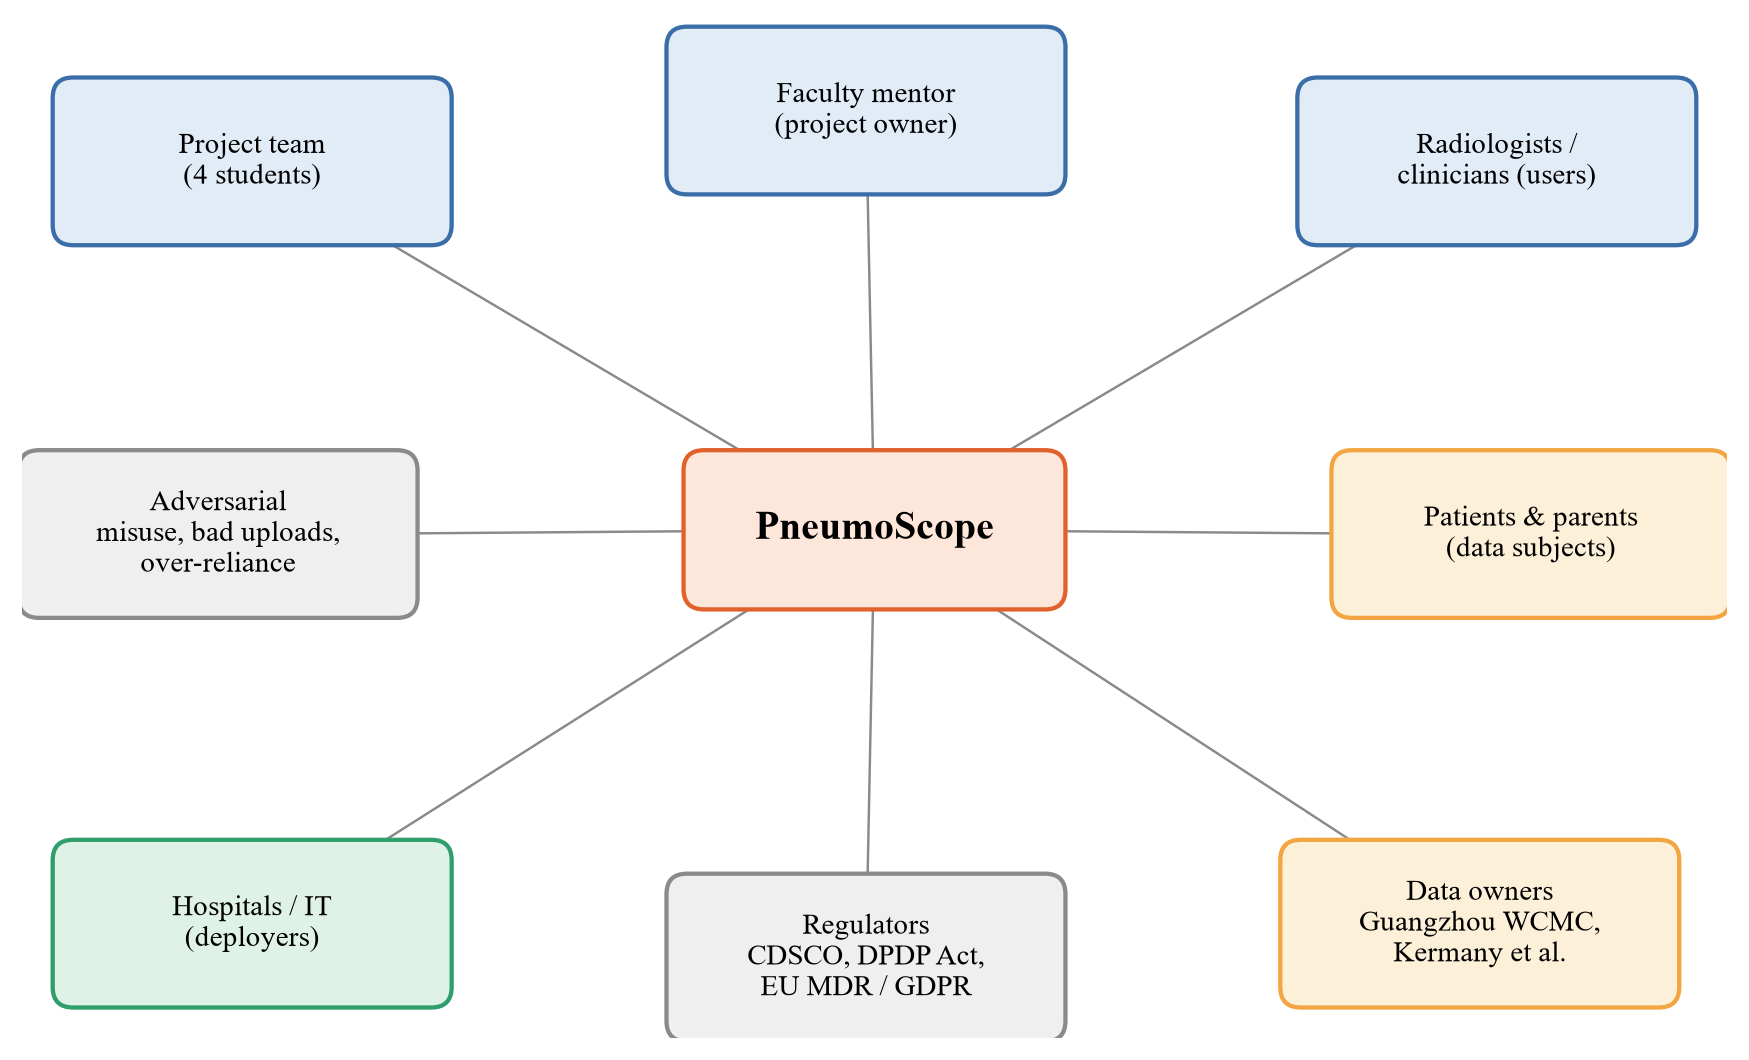 Faculty mentor
(project owner)
Project team
(4 students)
Radiologists /
clinicians (users)
Adversarial
misuse, bad uploads,
over-reliance
PneumoScope
Patients & parents
(data subjects)
Hospitals / IT
(deployers)
Regulators
CDSCO, DPDP Act,
EU MDR / GDPR
Data owners
Guangzhou WCMC,
Kermany et al.